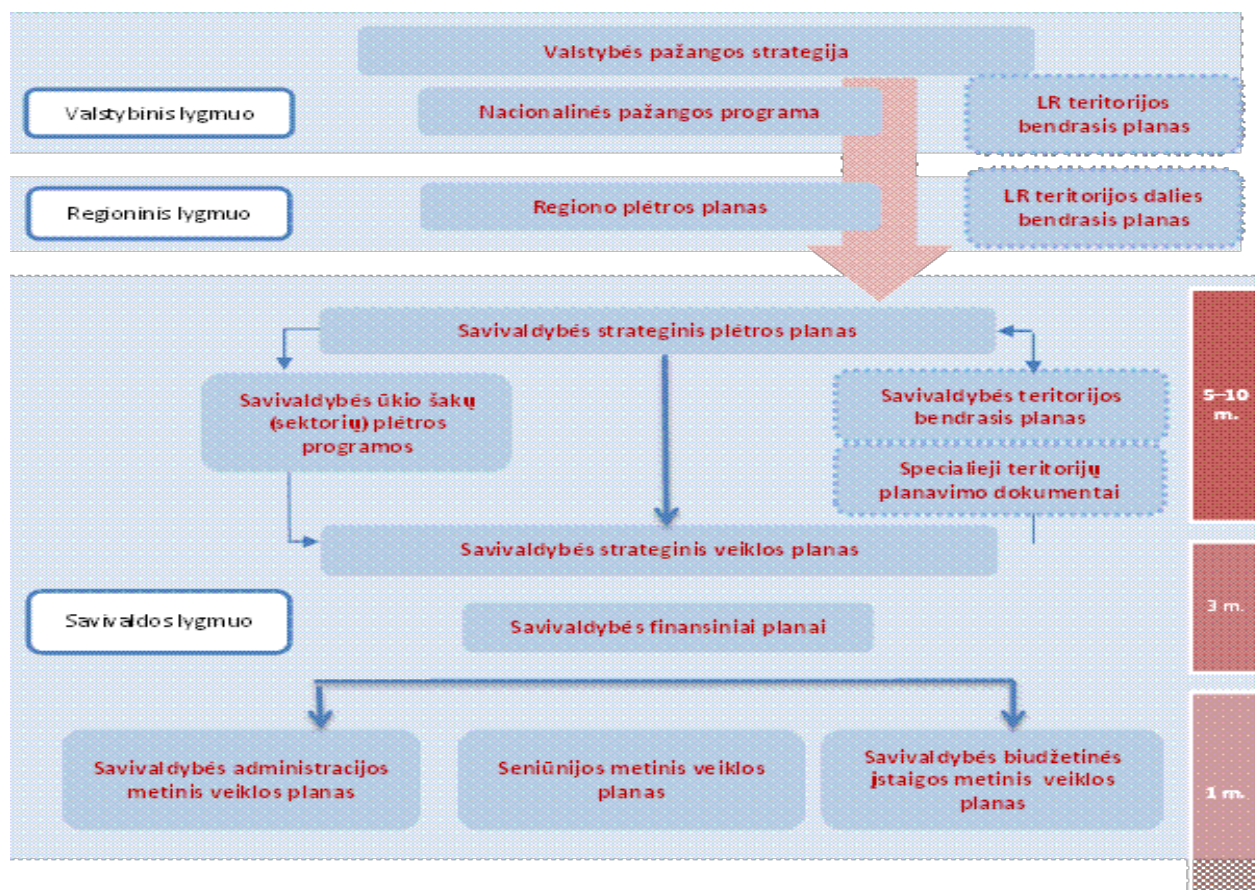 Valstybės pažangos strategija
Valstybinis lygmuo
Nacionalinės pažangos programa
LR teritorijos
bendrasis planas
Regioninis lygmuo
Regiono plėtros planas
LR teritorijos dalies
bendrasis planas
Savivaldybės strateginis plėtros planas
Savivaldybės ūkio šakų
(sektorių) plėtros
programos
Savivaldybės teritorijos
bendrasis planas
5–10
m.
Specialieji teritorijų
planavimo dokumentai
Savivaldybės strateginis veiklos planas
Savivaldos lygmuo
Savivaldybės finansiniai planai
3 m.
Savivaldybės administracijos
metinis veiklos planas
Seniūnijos metinis veiklos
planas
Savivaldybės biudžetinės
įstaigos metinis veiklos
planas
1 m.